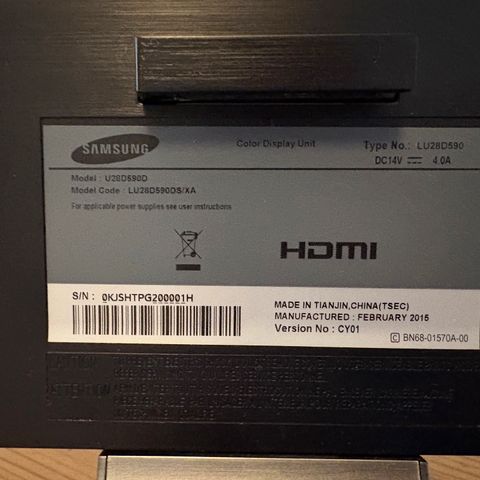 SAMSUNG
Color Display Unit
Type No.: LU28D590
DC14V ⎓ 4.0A
Model : U28D590D
Model Code : LU28D590DS/XA
For applicable power supplies see user instructions
HDMI
S/N : 0KJSHTPG200001H
MADE IN TIANJIN,CHINA(TSEC)
MANUFACTURED : FEBRUARY 2015
Version No : CY01
© BN68-01570A-00
CAUTION
ATTENTION